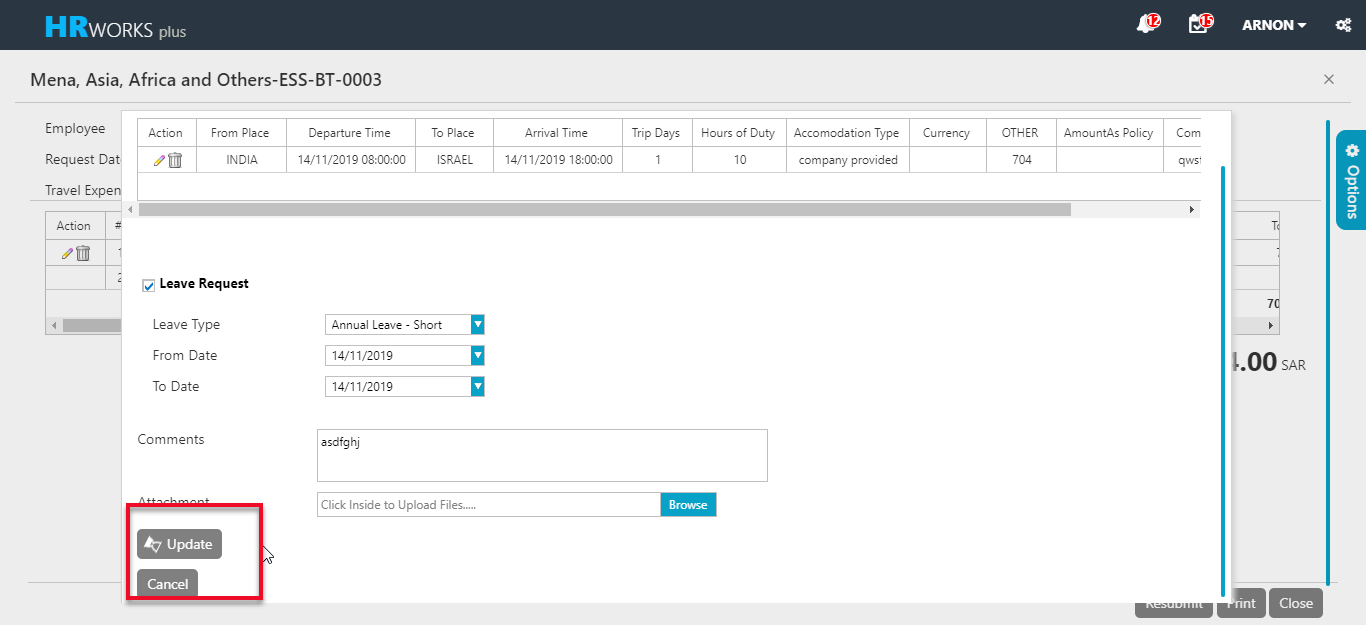 HRWORKS plus
12
15
ARNON
Mena, Asia, Africa and Others-ESS-BT-0003
Employee
Request Dat
Travel Expen
Action From Place Departure Time To Place Arrival Time Trip Days Hours of Duty Accomodation Type Currency OTHER AmountAs Policy Com
INDIA 14/11/2019 08:00:00 ISRAEL 14/11/2019 18:00:00 1 10 company provided 704 qwst
Options
Action #
1
2
70
4.00 SAR
Leave Request
Leave Type Annual Leave - Short
From Date 14/11/2019
To Date 14/11/2019
Comments asdfghj
Attachment Click Inside to Upload Files..... Browse
Update
Cancel
Resubmit Print Close